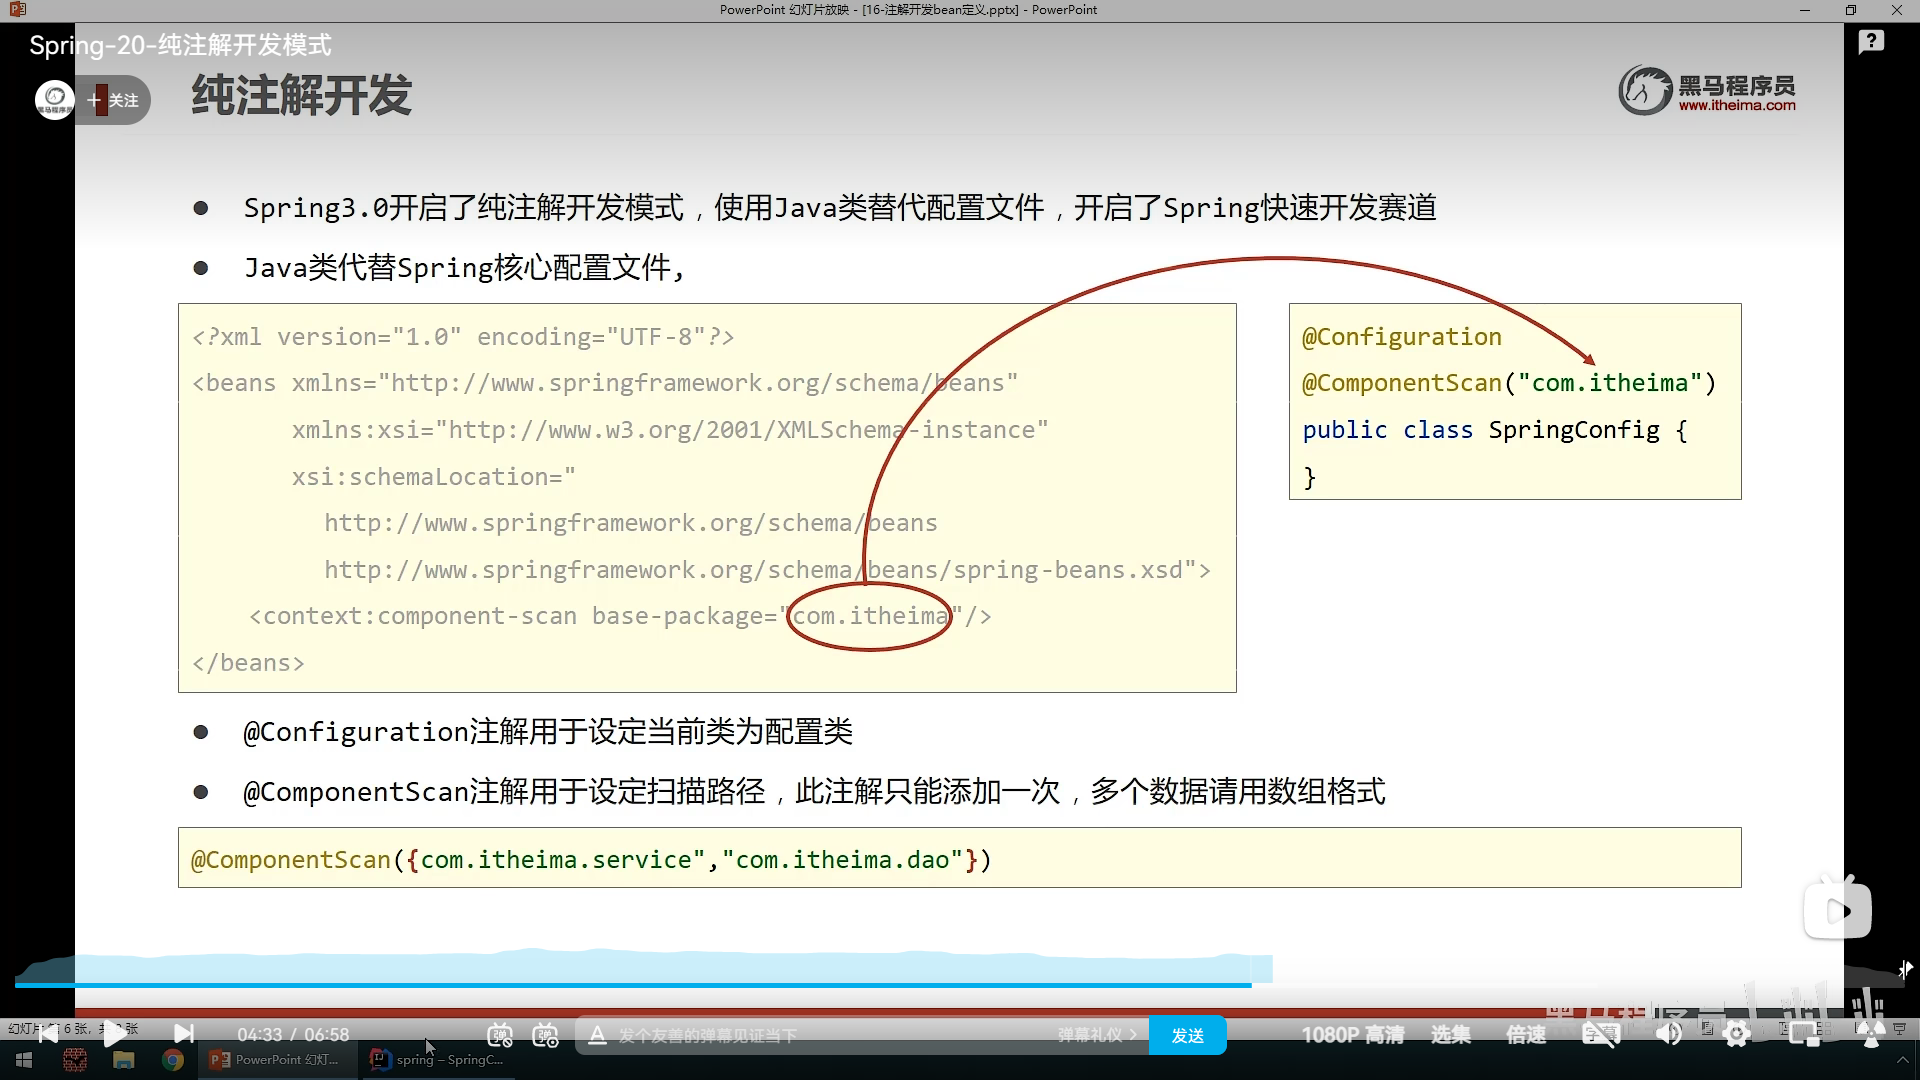 PowerPoint 幻灯片放映 - [16-注解开发bean定义.pptx] - PowerPoint
Spring-20-纯注解开发模式
+ 关注
纯注解开发
黑马程序员
www.itheima.com
● Spring3.0开启了纯注解开发模式，使用Java类替代配置文件，开启了Spring快速开发赛道
● Java类代替Spring核心配置文件,
<?xml version="1.0" encoding="UTF-8"?>
<beans xmlns="http://www.springframework.org/schema/beans"
xmlns:xsi="http://www.w3.org/2001/XMLSchema-instance"
xsi:schemaLocation="
http://www.springframework.org/schema/beans
http://www.springframework.org/schema/beans/spring-beans.xsd">
<context:component-scan base-package="com.itheima"/>
</beans>
@Configuration
@ComponentScan("com.itheima")
public class SpringConfig {
}
● @Configuration注解用于设定当前类为配置类
● @ComponentScan注解用于设定扫描路径，此注解只能添加一次，多个数据请用数组格式
@ComponentScan({com.itheima.service","com.itheima.dao"})
04:33 / 06:58
发个友善的弹幕见证当下
弹幕礼仪 >
发送
1080P 高清
选集
倍速
字幕
PowerPoint 幻灯...
spring – SpringC...